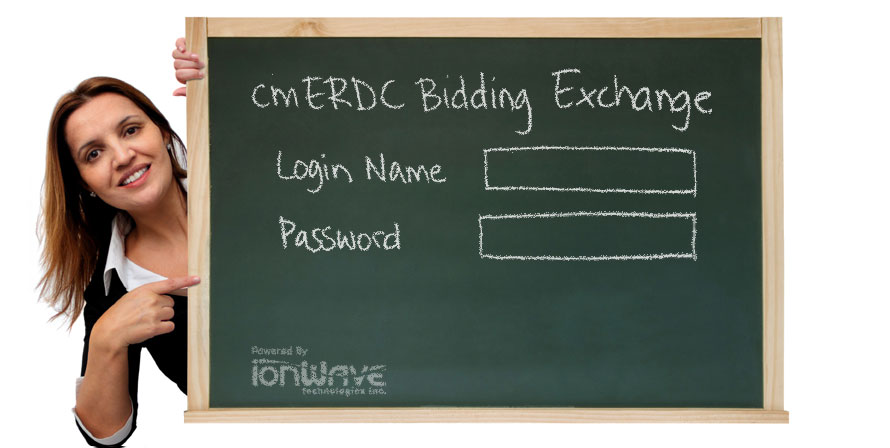 cmERDC Bidding Exchange
Login Name
Password
Powered By
ionWave
Technologies Inc.